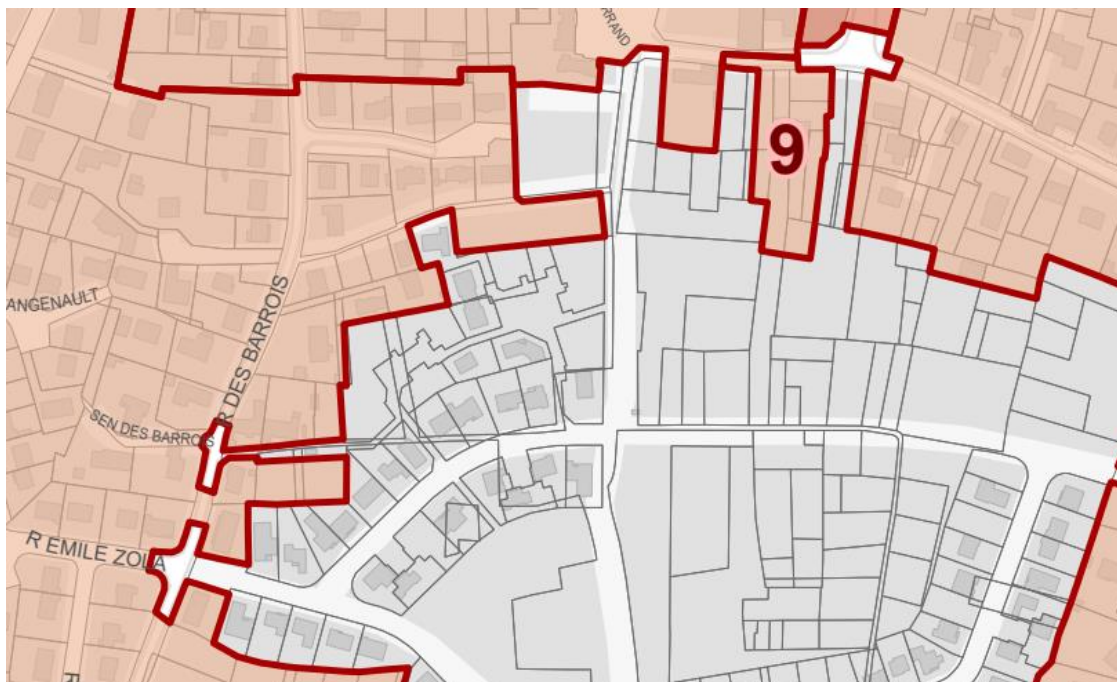 RRAND
9
ANGENAULT
R DES BARROIS
SEN DES BARROIS
R EMILE ZOLA
R